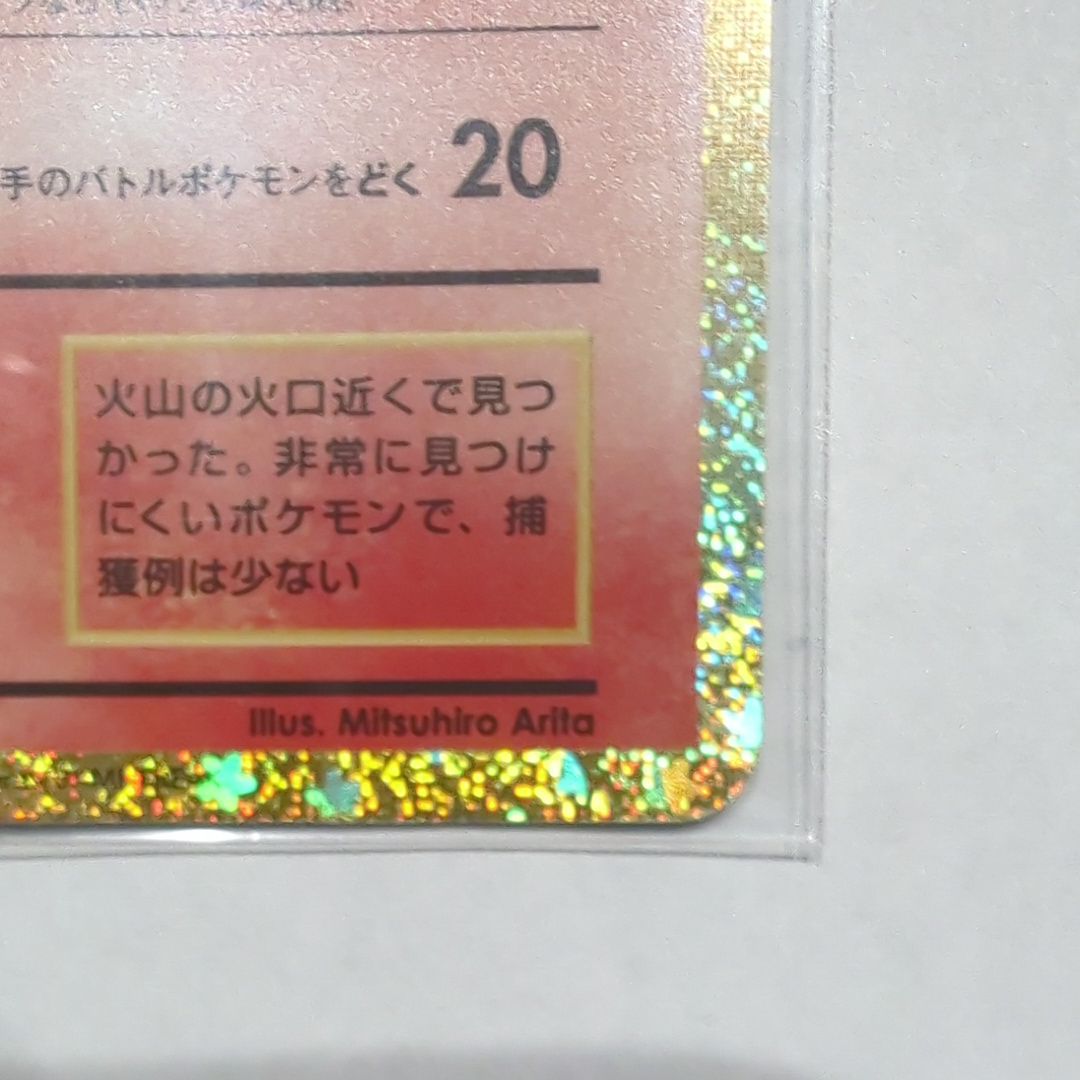 手のバトルポケモンをどく 20
火山の火口近くで見つ
かった。非常に見つけ
にくいポケモンで、捕
獲例は少ない
Illus. Mitsuhiro Arita